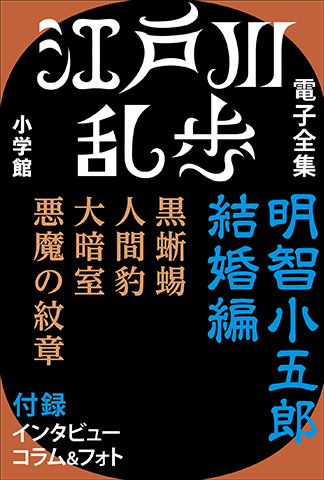 江戸川
乱歩
電子全集
小学館
明智小五郎
結婚編
黒蜥蜴
人間豹
大暗室
悪魔の紋章
付録
インタビュー
コラム&フォト